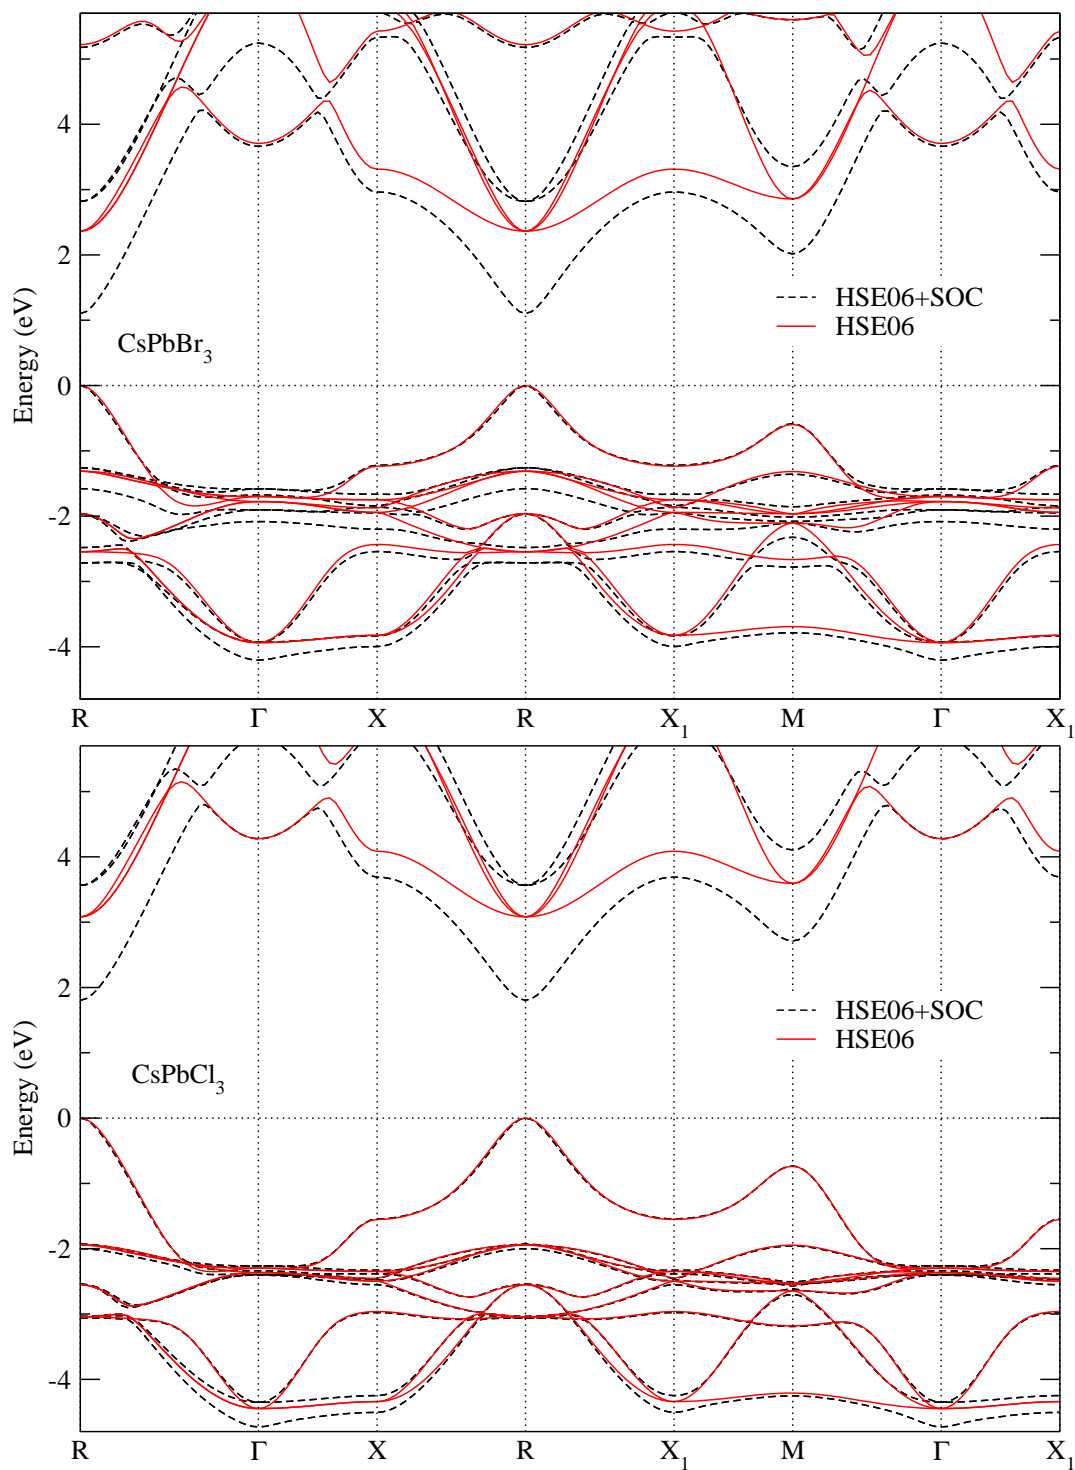 4
2
0
-2
-4
Energy (eV)
CsPbBr₃
HSE06+SOC
HSE06
R Γ X R X₁ M Γ X₁
4
2
0
-2
-4
Energy (eV)
HSE06+SOC
HSE06
CsPbCl₃
R Γ X R X₁ M Γ X₁